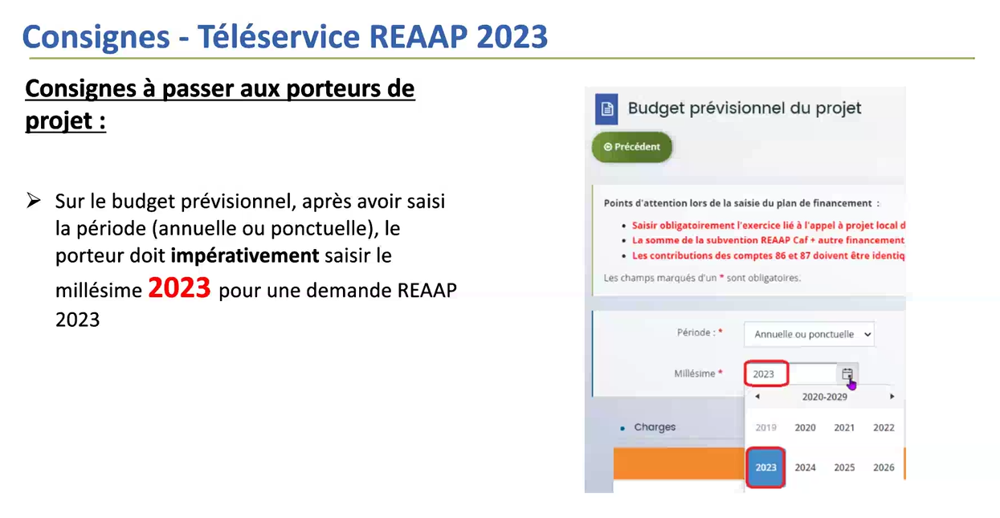 Consignes - Téléservice REAAP 2023
Consignes à passer aux porteurs de
projet :
Sur le budget prévisionnel, après avoir saisi
la période (annuelle ou ponctuelle), le
porteur doit impérativement saisir le
millésime 2023 pour une demande REAAP
2023
Budget prévisionnel du projet
Précédent
Points d'attention lors de la saisie du plan de financement :
Saisir obligatoirement l'exercice lié à l'appel à projet local d
La somme de la subvention REAAP Caf + autre financement
Les contributions des comptes 86 et 87 doivent être identiq
Les champs marqués d'un * sont obligatoires.
Période : * Annuelle ou ponctuelle
Millésime * 2023
2020-2029
2019 2020 2021 2022
Charges
2023 2024 2025 2026